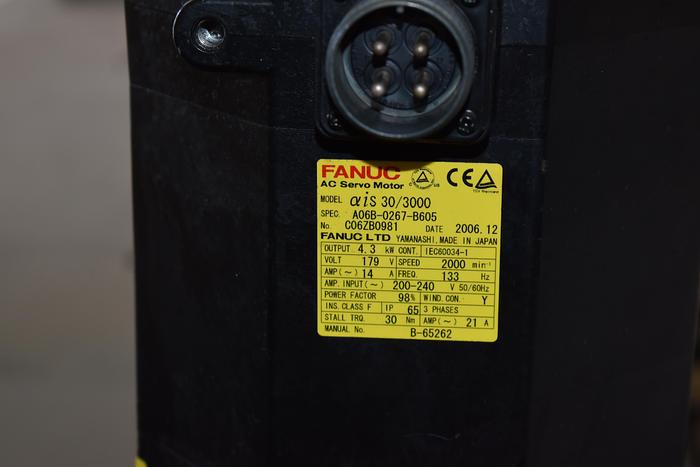 FANUC
AC Servo Motor
C US CE
MODEL αiS 30/3000
SPEC. A06B-0267-B605
No. C06ZB0981 DATE 2006.12
FANUC LTD YAMANASHI, MADE IN JAPAN
OUTPUT 4.3 kW CONT. IEC60034-1
VOLT 179 V SPEED 2000 min⁻¹
AMP(~) 14 A FREQ. 133 Hz
AMP. INPUT(~) 200-240 V 50/60Hz
POWER FACTOR 98% WIND. CON. Y
INS. CLASS F IP 65 3 PHASES
STALL TRQ. 30 Nm AMP(~) 21 A
MANUAL No. B-65262